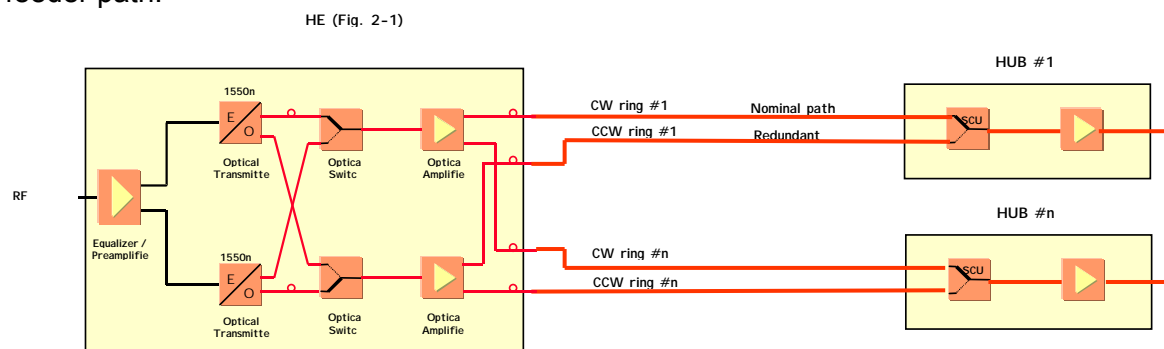 feeder path.
HE (Fig. 2-1)
HUB #1
1550n
CW ring #1
Nominal path
E
O
SCU
CCW ring #1
Redundant
Optical
Transmitte
Optica
Switc
Optica
Amplifie
RF
HUB #n
Equalizer /
Preamplifie
CW ring #n
1550n
E
O
SCU
CCW ring #n
Optical
Transmitte
Optica
Switc
Optica
Amplifie